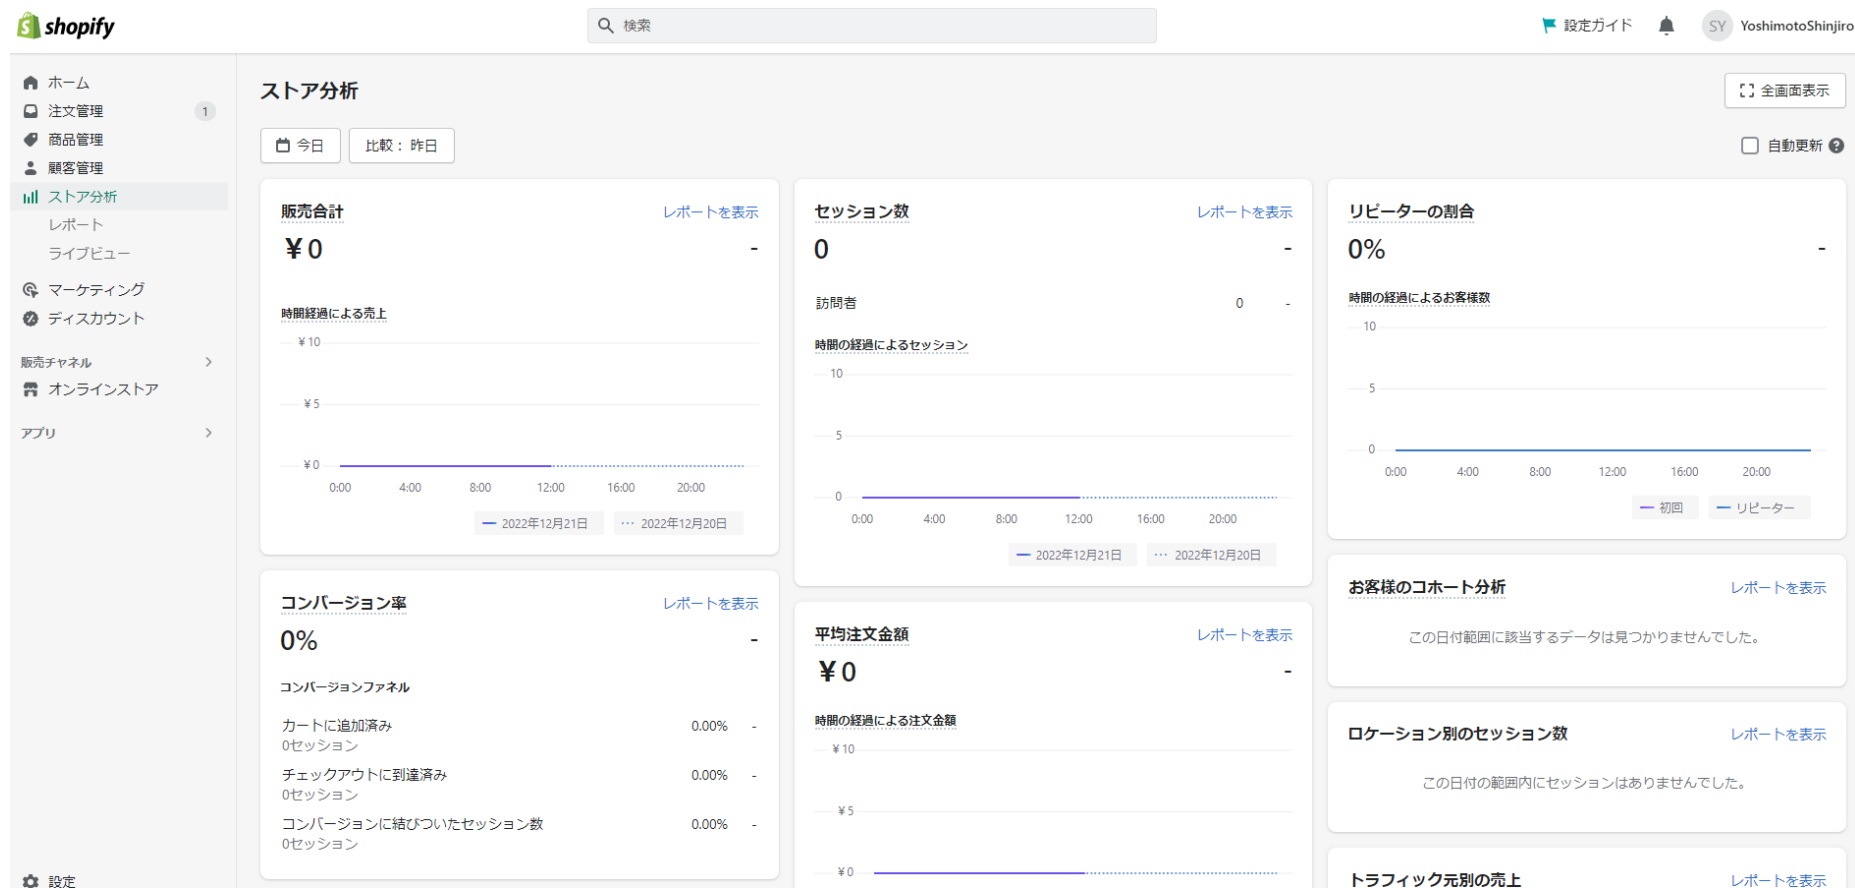 shopify
検索
設定ガイド
SY
YoshimotoShinjiro
ホーム
注文管理
1
商品管理
顧客管理
ストア分析
レポート
ライブビュー
マーケティング
ディスカウント
販売チャネル
オンラインストア
アプリ
設定
ストア分析
全画面表示
今日
比較： 昨日
自動更新
販売合計
レポートを表示
¥0
-
時間経過による売上
¥10
¥5
¥0
0:00 4:00 8:00 12:00 16:00 20:00
2022年12月21日 2022年12月20日
コンバージョン率
レポートを表示
0%
-
コンバージョンファネル
カートに追加済み 0.00% -
0セッション
チェックアウトに到達済み 0.00% -
0セッション
コンバージョンに結びついたセッション数 0.00% -
0セッション
セッション数
レポートを表示
0
-
訪問者 0 -
時間の経過によるセッション
10
5
0
0:00 4:00 8:00 12:00 16:00 20:00
2022年12月21日 2022年12月20日
平均注文金額
レポートを表示
¥0
-
時間の経過による注文金額
¥10
¥5
¥0
リピーターの割合
0%
-
時間の経過によるお客様数
10
5
0
0:00 4:00 8:00 12:00 16:00 20:00
初回 リピーター
お客様のコホート分析
レポートを表示
この日付範囲に該当するデータは見つかりませんでした。
ロケーション別のセッション数
レポートを表示
この日付の範囲内にセッションはありませんでした。
トラフィック元別の売上
レポートを表示